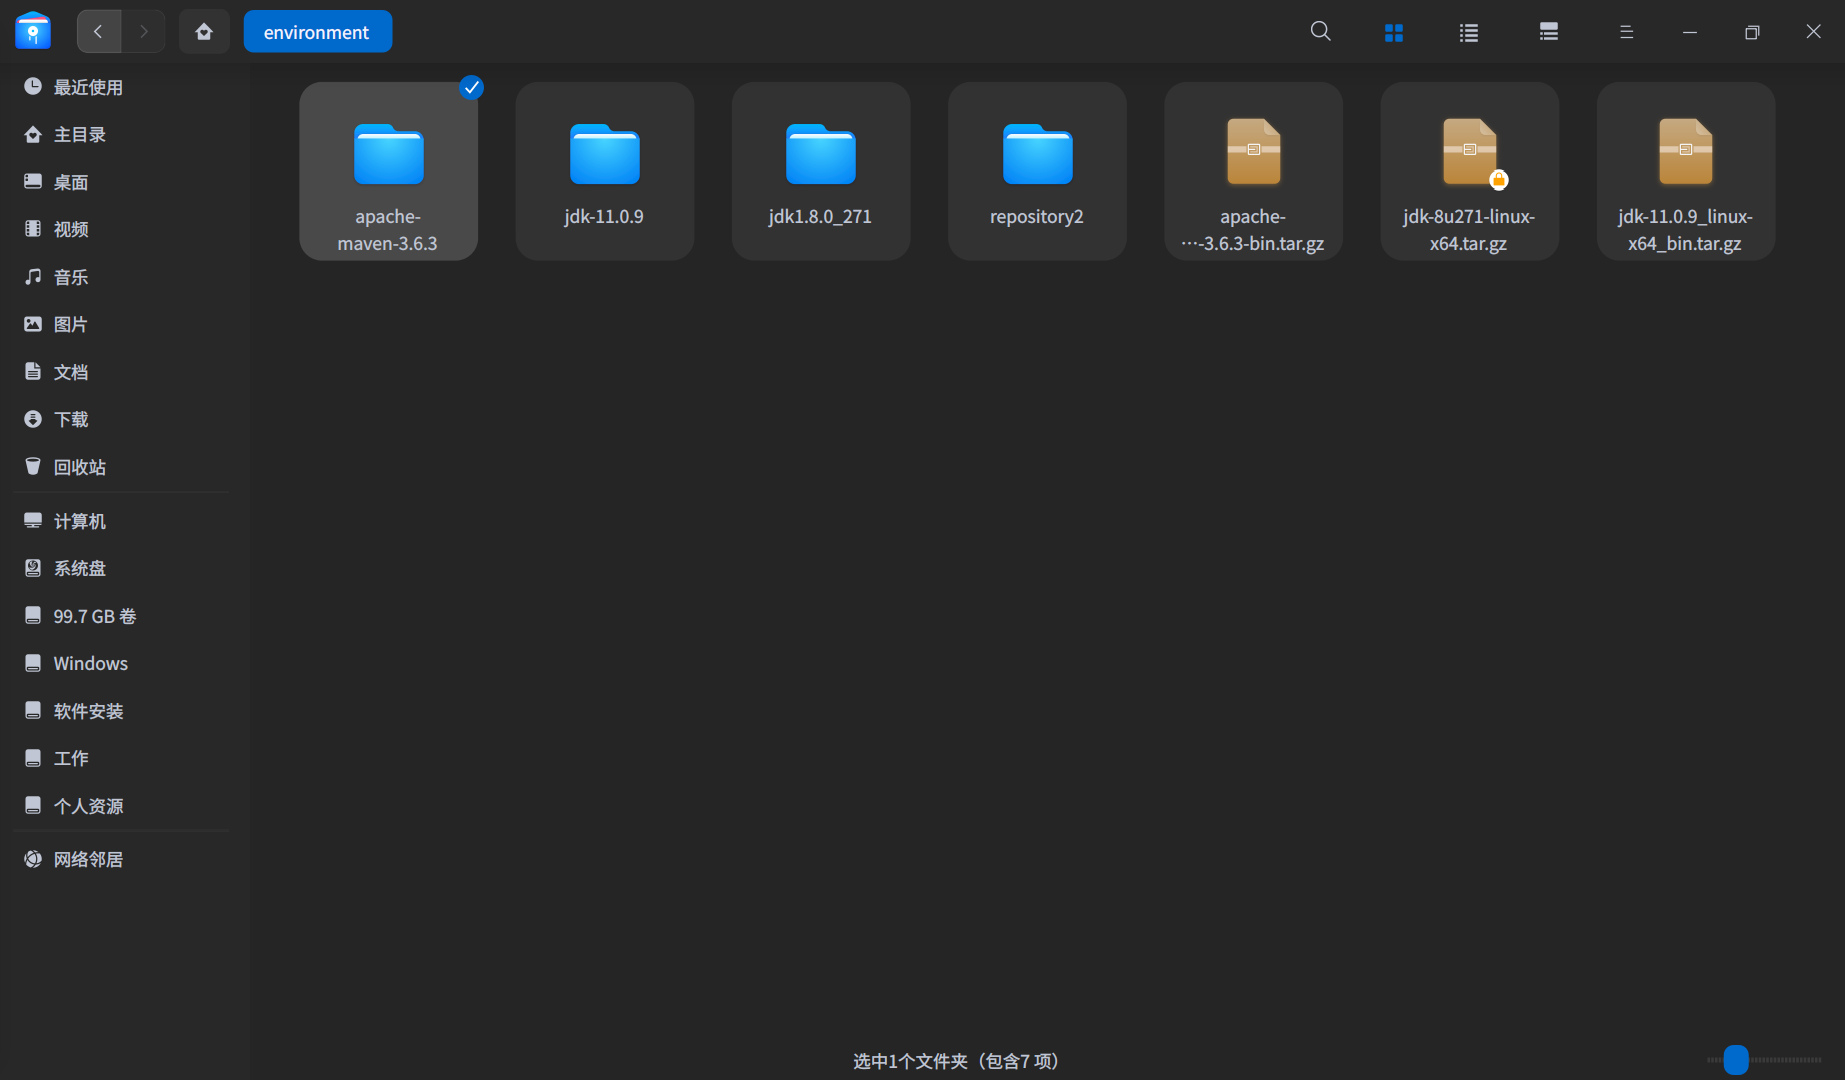 environment
最近使用
主目录
桌面
视频
音乐
图片
文档
下载
回收站
计算机
系统盘
99.7 GB 卷
Windows
软件安装
工作
个人资源
网络邻居
apache-
maven-3.6.3
jdk-11.0.9
jdk1.8.0_271
repository2
apache-
…-3.6.3-bin.tar.gz
jdk-8u271-linux-
x64.tar.gz
jdk-11.0.9_linux-
x64_bin.tar.gz
选中1个文件夹（包含7 项）